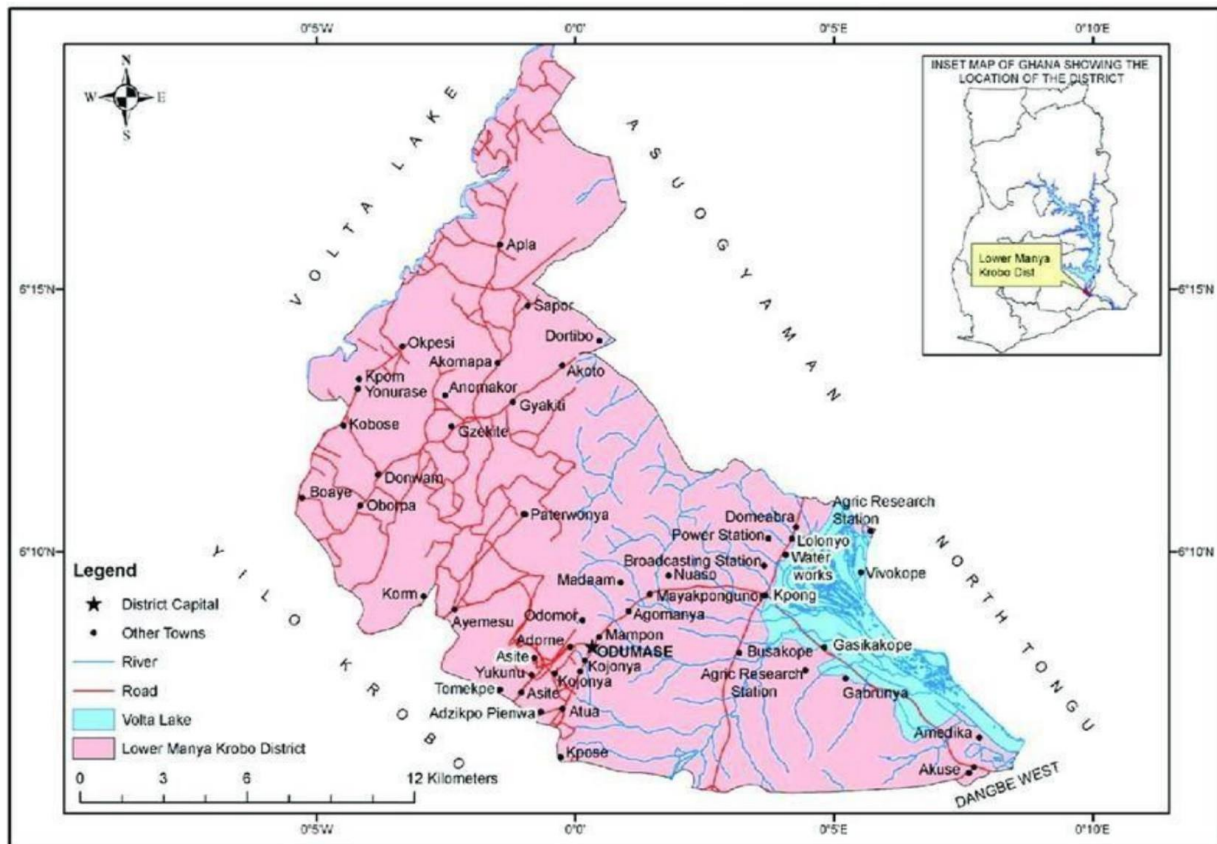 0°5'W 0°0' 0°5'E 0°10'E
N
W E
S
INSET MAP OF GHANA SHOWING THE
LOCATION OF THE DISTRICT
Lower Manya
Krobo Dist
VOLTA LAKE
ASUOGYAMAN
6°15'N 6°15'N
Apla
Sapor
Dortibo
Okpesi
Akomapa
Akoto
Kpom
Yonurase
Anomakor
Gyakiti
Kobose
Gzekite
Donwam
Boaye
Oborpa
Paterwonya
Agric Research
Station
Domeabra
Power Station
Lolonyo
6°10'N 6°10'N
Water
works
Broadcasting Station
Nuaso
Vivokope
NORTH TONGU
YILO KROBO
Madaam
Mayakpongunor
Kpong
Korm
Agomanya
Ayemesu
Odomor
Mampon
Adome
ODUMASE
Gasikakope
Busakope
Asite
Kojonya
Yukunu
Kojonya
Agric Research
Station
Gabrunya
Tomekpe
Asite
Adzikpo Pienwa
Atua
Amedika
Kpose
Akuse
DANGBE WEST
Legend
District Capital
Other Towns
River
Road
Volta Lake
Lower Manya Krobo District
0 3 6 12 Kilometers
0°5'W 0°0' 0°5'E 0°10'E